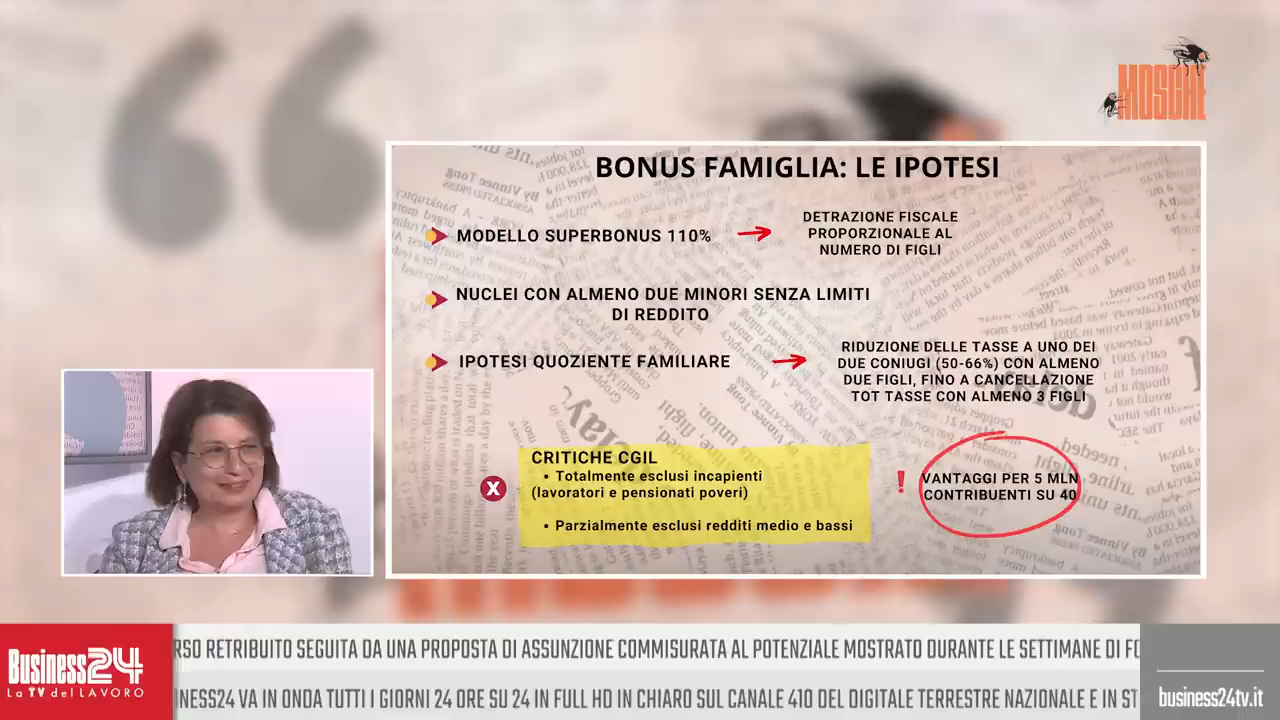 MOSCHE
BONUS FAMIGLIA: LE IPOTESI
MODELLO SUPERBONUS 110%
DETRAZIONE FISCALE
PROPORZIONALE AL
NUMERO DI FIGLI
NUCLEI CON ALMENO DUE MINORI SENZA LIMITI
DI REDDITO
IPOTESI QUOZIENTE FAMILIARE
RIDUZIONE DELLE TASSE A UNO DEI
DUE CONIUGI (50-66%) CON ALMENO
DUE FIGLI, FINO A CANCELLAZIONE
TOT TASSE CON ALMENO 3 FIGLI
CRITICHE CGIL
• Totalmente esclusi incapienti
(lavoratori e pensionati poveri)
• Parzialmente esclusi redditi medio e bassi
X
!
VANTAGGI PER 5 MLN
CONTRIBUENTI SU 40
BUSINESS24
LA TV del LAVORO
RSO RETRIBUITO SEGUITA DA UNA PROPOSTA DI ASSUNZIONE COMMISURATA AL POTENZIALE MOSTRATO DURANTE LE SETTIMANE DI FO
INESS24 VA IN ONDA TUTTI I GIORNI 24 ORE SU 24 IN FULL HD IN CHIARO SUL CANALE 410 DEL DIGITALE TERRESTRE NAZIONALE E IN ST
business24tv.it